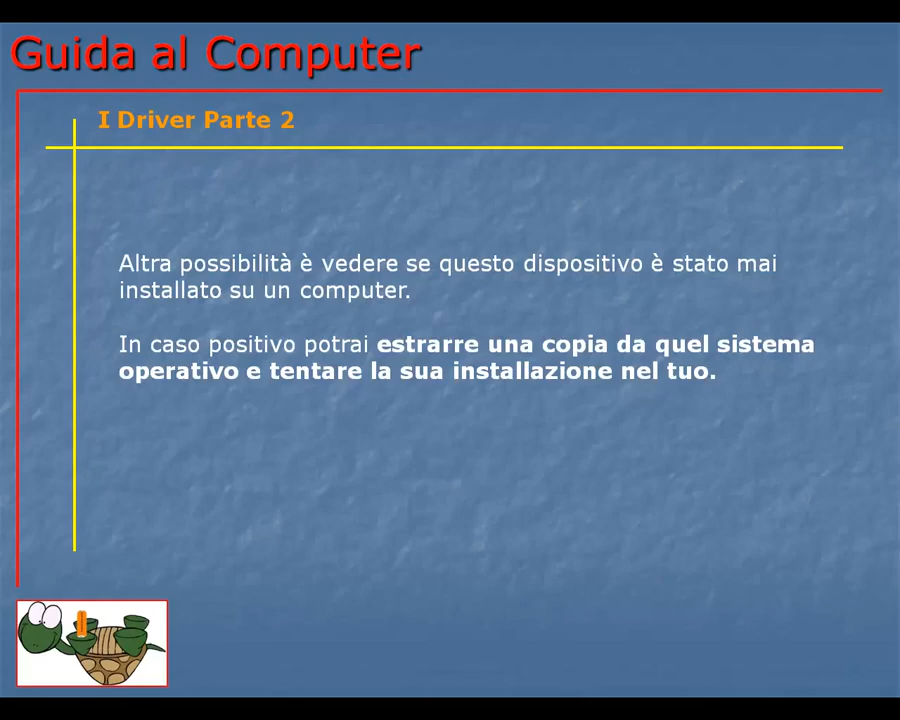 Guida al Computer
I Driver Parte 2
Altra possibilità è vedere se questo dispositivo è stato mai
installato su un computer.
In caso positivo potrai estrarre una copia da quel sistema
operativo e tentare la sua installazione nel tuo.